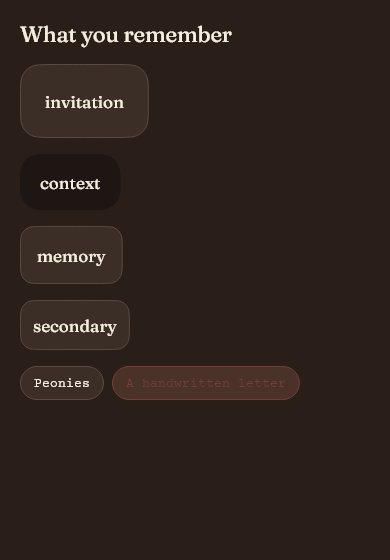 What you remember
invitation
context
memory
secondary
Peonies A handwritten letter